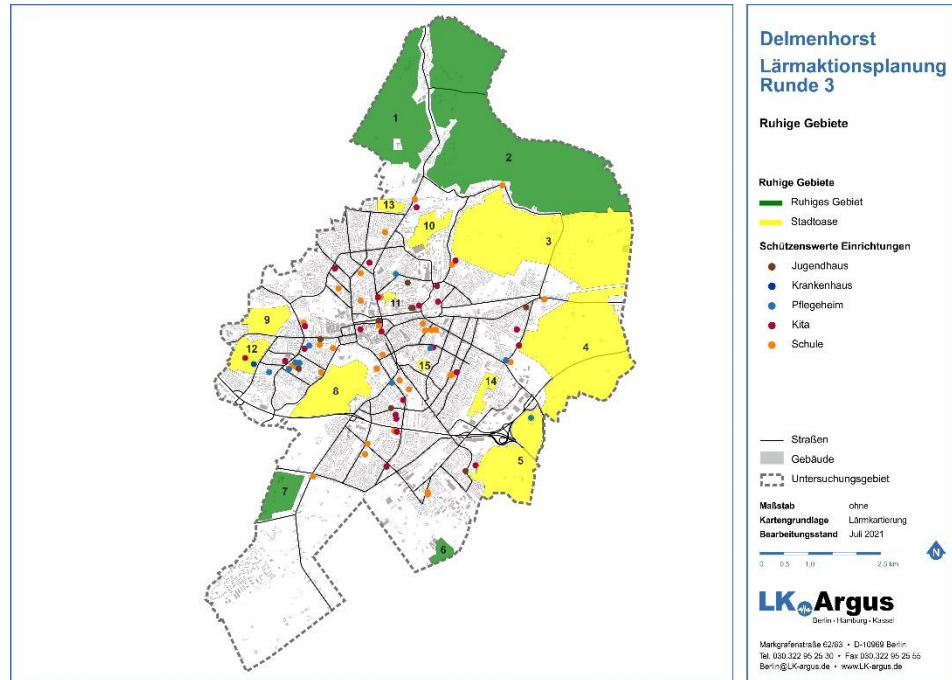 1
2
13
10
3
11
9
12
4
15
8
14
5
7
6
Delmenhorst
Lärmaktionsplanung
Runde 3
Ruhige Gebiete
Ruhige Gebiete
Ruhiges Gebiet
Stadtoase
Schützenswerte Einrichtungen
Jugendhaus
Krankenhaus
Pflegeheim
Kita
Schule
Straßen
Gebäude
Untersuchungsgebiet
Maßstab ohne
Kartengrundlage Lärmkartierung
Bearbeitungsstand Juli 2021
0 0,5 1,0 2,0 km
N
LK Argus
Berlin • Hamburg • Kassel
Markgrafenstraße 62/63 • D-10969 Berlin
Tel. 030.322 95 25 30 • Fax 030.322 95 25 55
Berlin@LK-argus.de • www.LK-argus.de